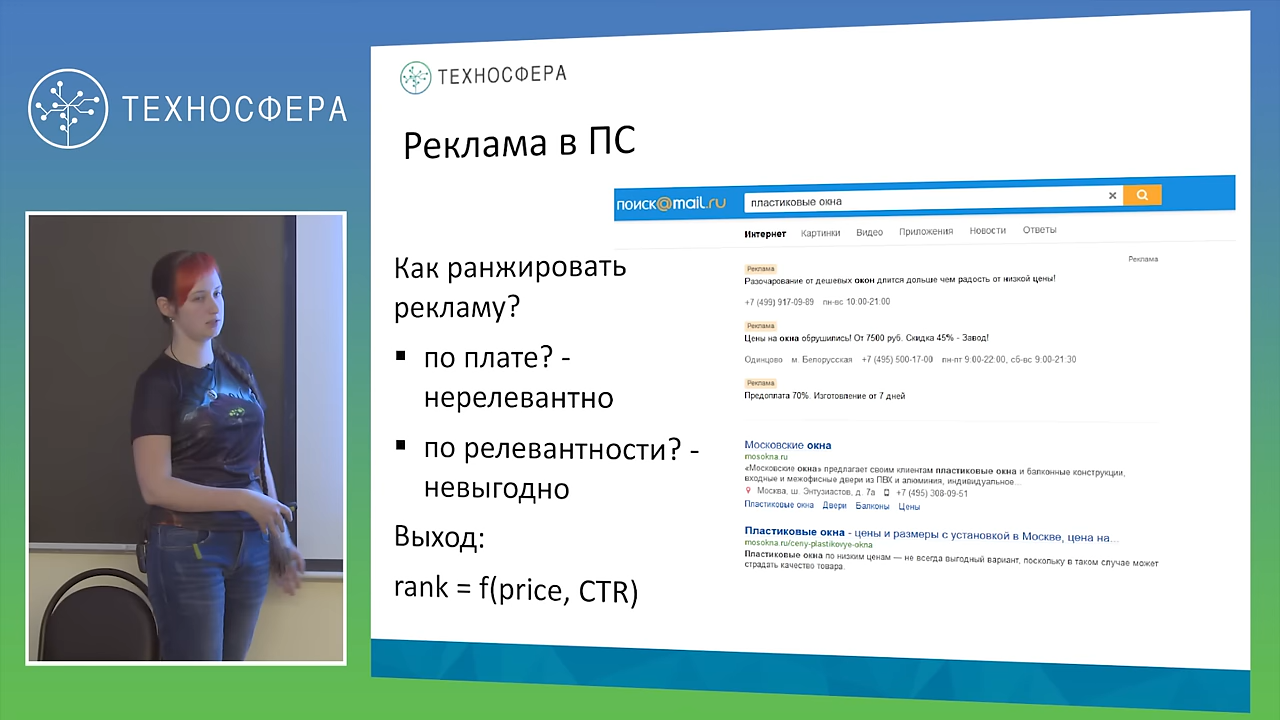 ТЕХНОСФЕРА
ТЕХНОСФЕРА
Реклама в ПС
Как ранжировать
рекламу?
▪ по плате? -
нерелевантно
▪ по релевантности? -
невыгодно
Выход:
rank = f(price, CTR)
поиск@mail.ru
пластиковые окна
Интернет Картинки Видео Приложения Новости Ответы
Реклама
Реклама
Разочарование от дешевых окон длится дольше чем радость от низкой цены!
+7 (499) 917-09-89 пн-вс 10:00-21:00
Реклама
Цены на окна обрушились! От 7500 руб. Скидка 45% - Завод!
Одинцово м. Белорусская +7 (495) 500-17-00 пн-пт 9:00-22:00, сб-вс 9:00-21:30
Реклама
Предоплата 70%. Изготовление от 7 дней
Московские окна
mosokna.ru
«Московские окна» предлагает своим клиентам пластиковые окна и балконные конструкции,
входные и межофисные двери из ПВХ и алюминия, индивидуальное...
Москва, ш. Энтузиастов, д. 7а +7 (495) 308-09-51
Пластиковые окна Двери Балконы Цены
Пластиковые окна - цены и размеры с установкой в Москве, цена на...
mosokna.ru/ceny-plastikovye-okna
Пластиковые окна по низким ценам — не всегда выгодный вариант, поскольку в таком случае может
страдать качество товара.